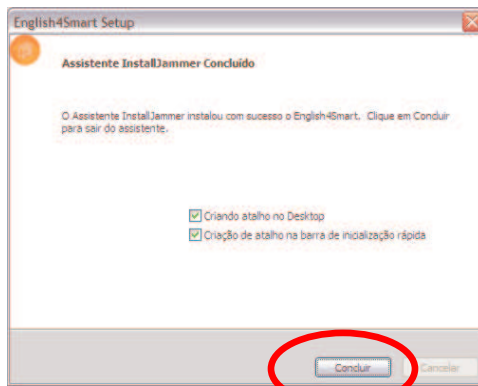 English4Smart Setup
Assistente InstallJammer Concluído
O Assistente InstallJammer instalou com sucesso o English4Smart. Clique em Concluir
para sair do assistente.
Criando atalho no Desktop
Criação de atalho na barra de inicialização rápida
Concluir
Cancelar